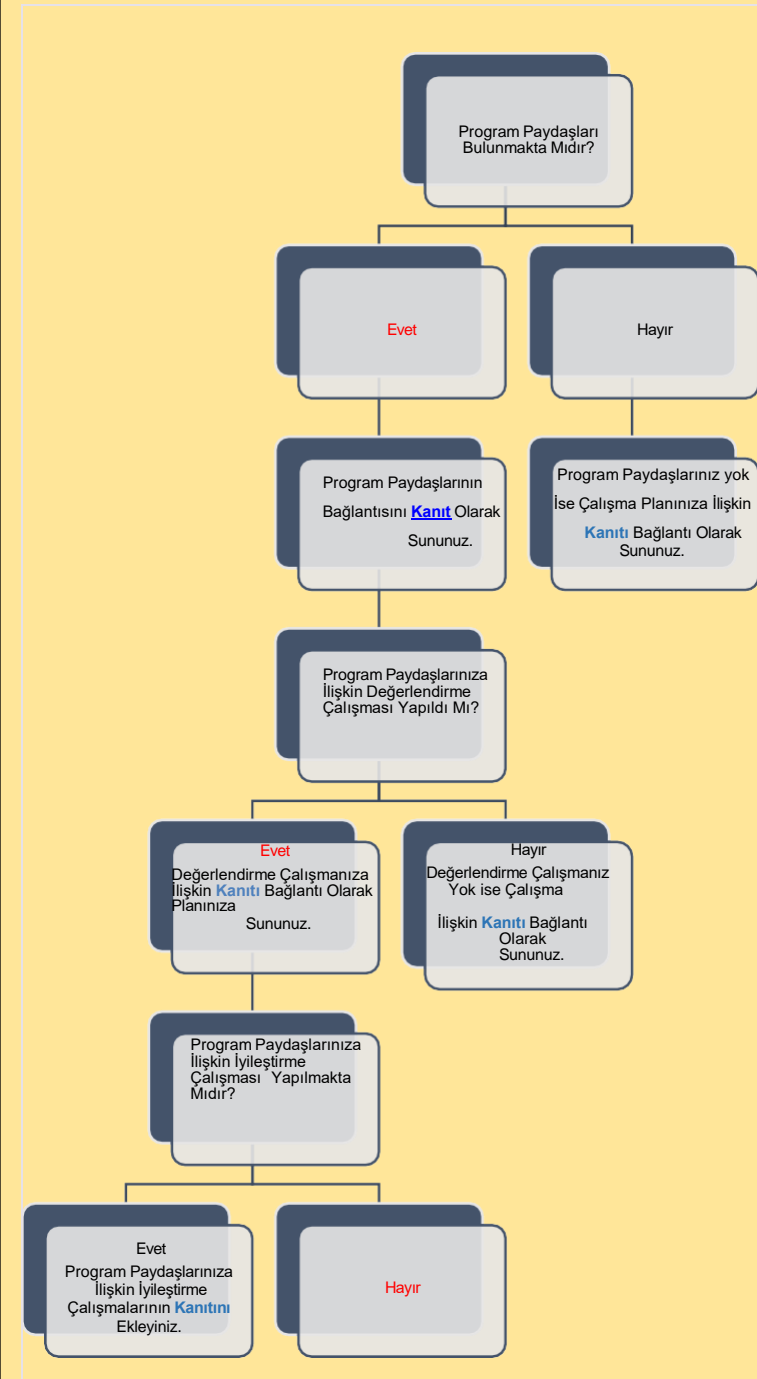 Program Paydaşları
Bulunmakta Mıdır?
Evet
Hayır
Program Paydaşlarının
Bağlantısını Kanıt Olarak
Sununuz.
Program Paydaşlarınız yok
İse Çalışma Planınıza İlişkin
Kanıtı Bağlantı Olarak
Sununuz.
Program Paydaşlarınıza
İlişkin Değerlendirme
Çalışması Yapıldı Mı?
Evet
Değerlendirme Çalışmanıza
İlişkin Kanıtı Bağlantı Olarak
Planınıza
Sununuz.
Hayır
Değerlendirme Çalışmanız
Yok ise Çalışma
İlişkin Kanıtı Bağlantı
Olarak
Sununuz.
Program Paydaşlarınıza
İlişkin İyileştirme
Çalışması Yapılmakta
Mıdır?
Evet
Program Paydaşlarınıza
İlişkin İyileştirme
Çalışmalarının Kanıtını
Ekleyiniz.
Hayır